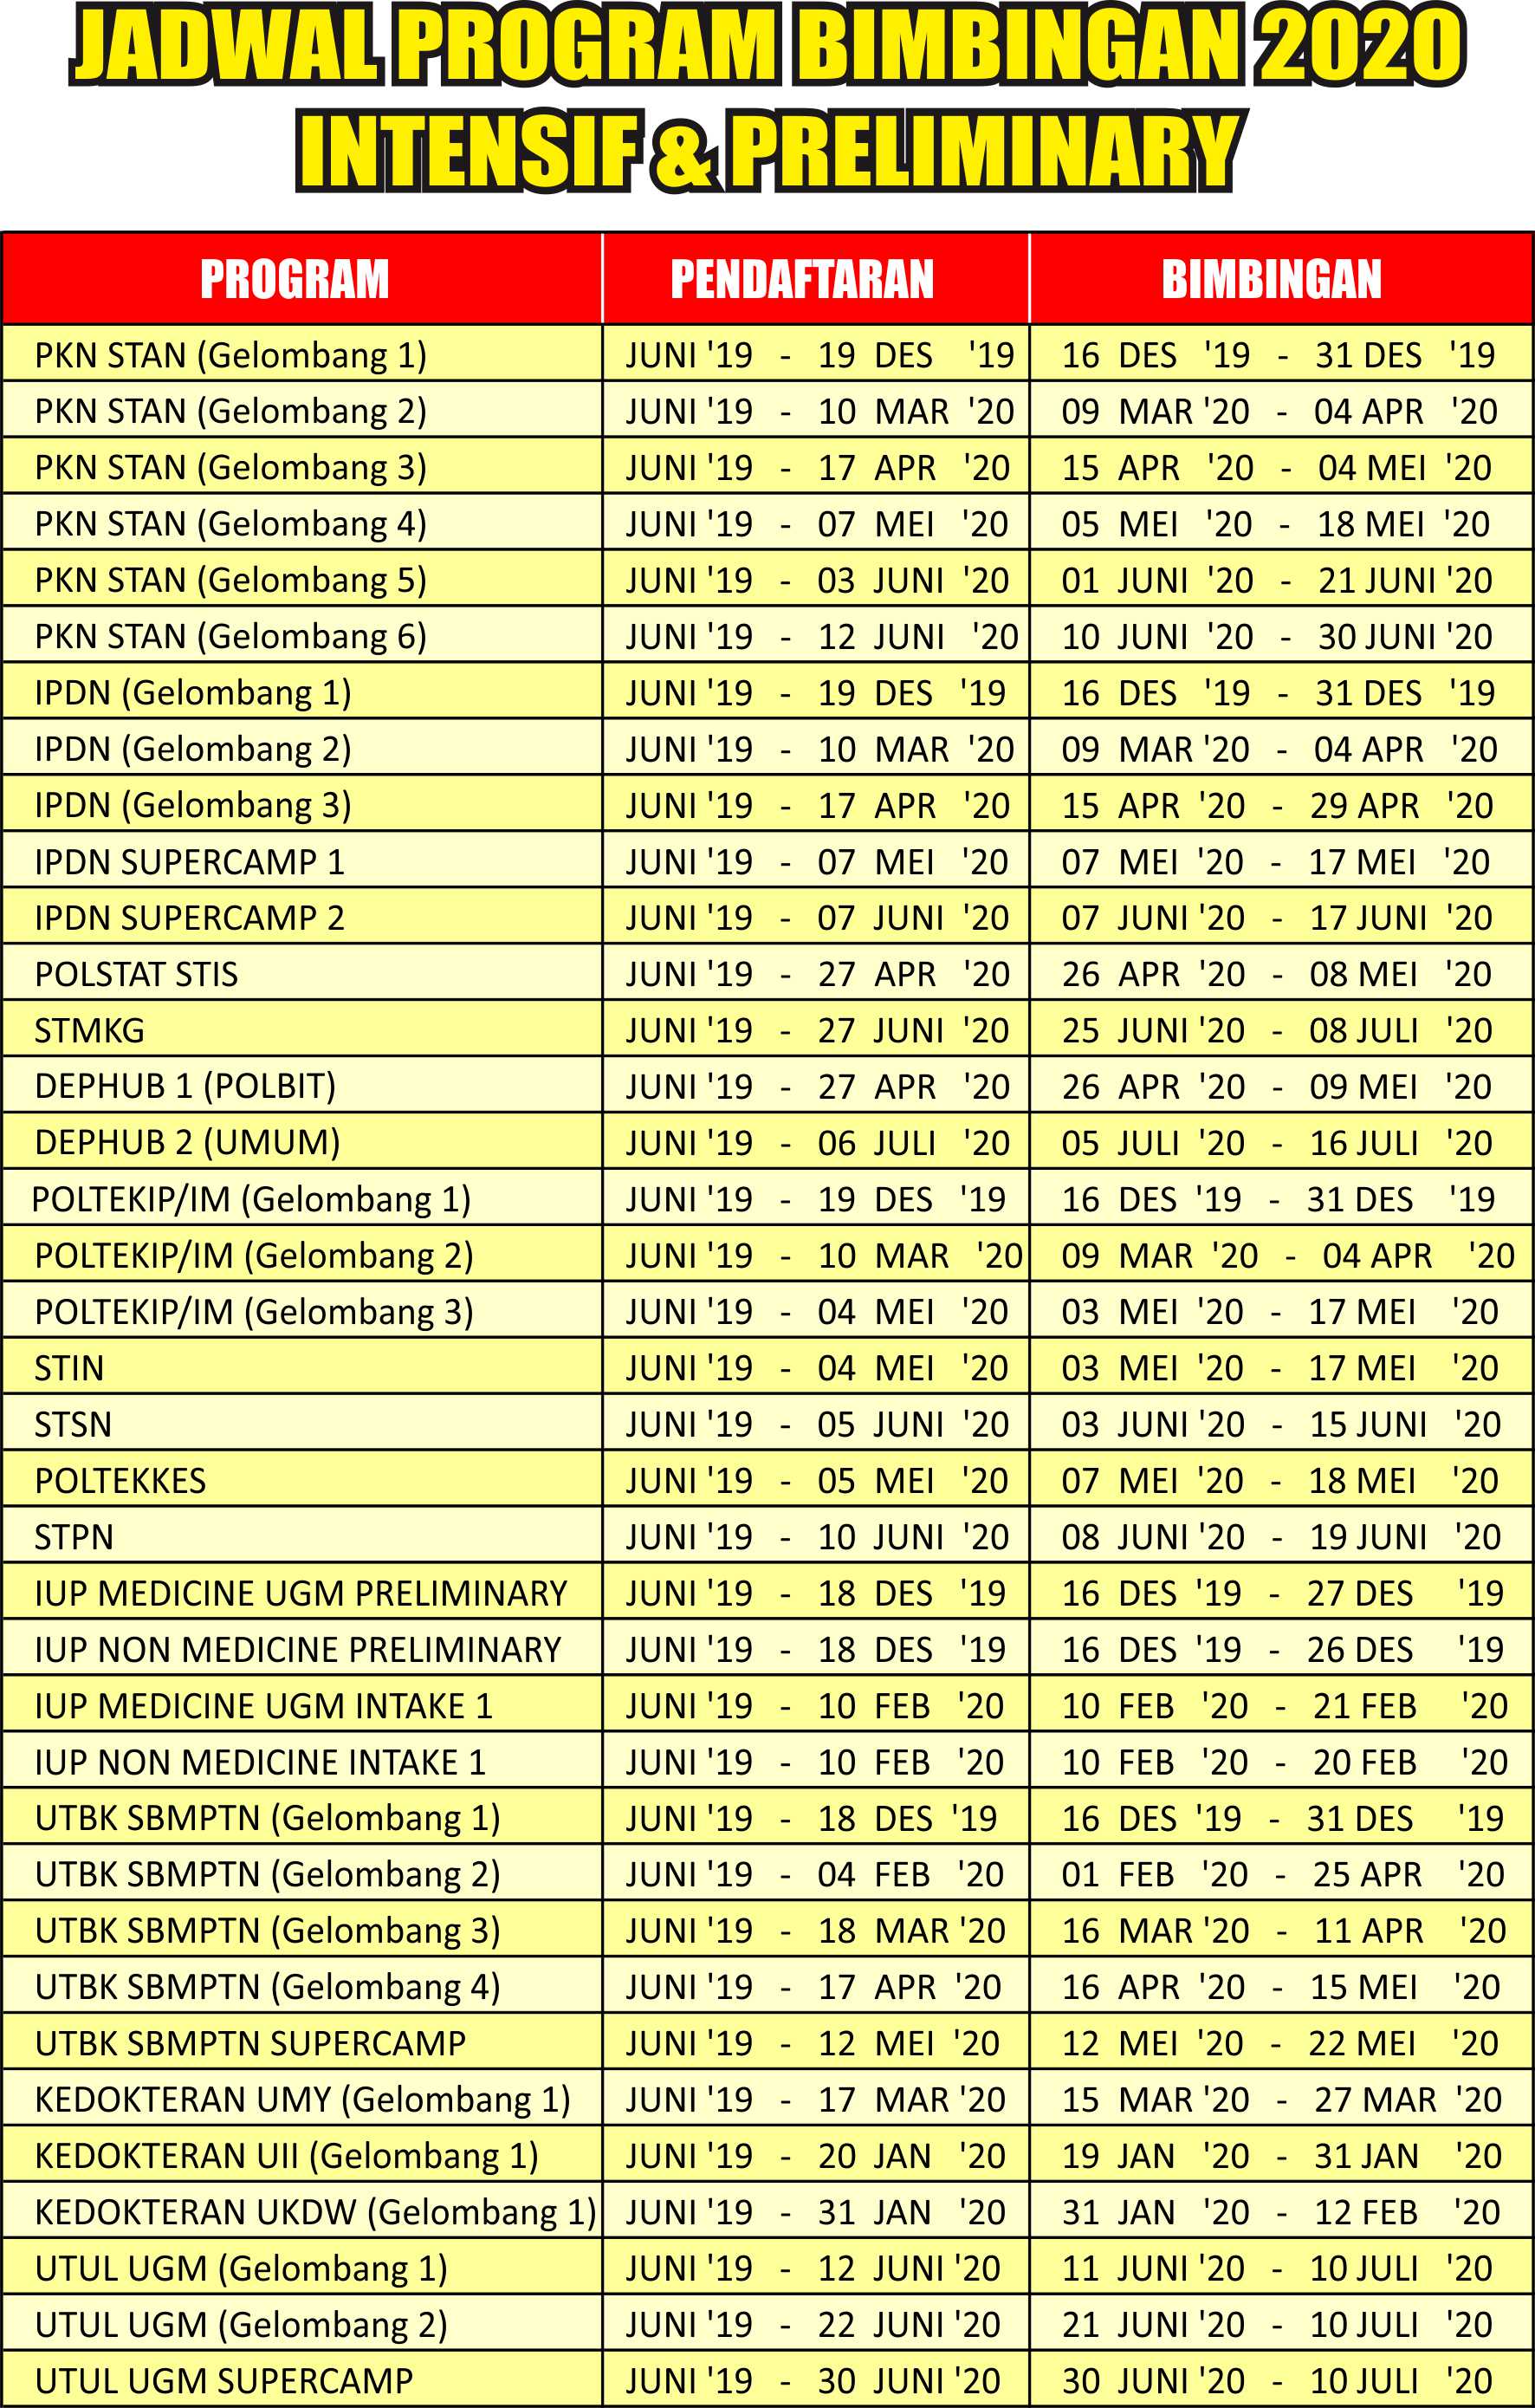 JADWAL PROGRAM BIMBINGAN 2020
INTENSIF & PRELIMINARY
PROGRAM PENDAFTARAN BIMBINGAN
PKN STAN (Gelombang 1) JUNI '19 - 19 DES '19 16 DES '19 - 31 DES '19
PKN STAN (Gelombang 2) JUNI '19 - 10 MAR '20 09 MAR '20 - 04 APR '20
PKN STAN (Gelombang 3) JUNI '19 - 17 APR '20 15 APR '20 - 04 MEI '20
PKN STAN (Gelombang 4) JUNI '19 - 07 MEI '20 05 MEI '20 - 18 MEI '20
PKN STAN (Gelombang 5) JUNI '19 - 03 JUNI '20 01 JUNI '20 - 21 JUNI '20
PKN STAN (Gelombang 6) JUNI '19 - 12 JUNI '20 10 JUNI '20 - 30 JUNI '20
IPDN (Gelombang 1) JUNI '19 - 19 DES '19 16 DES '19 - 31 DES '19
IPDN (Gelombang 2) JUNI '19 - 10 MAR '20 09 MAR '20 - 04 APR '20
IPDN (Gelombang 3) JUNI '19 - 17 APR '20 15 APR '20 - 29 APR '20
IPDN SUPERCAMP 1 JUNI '19 - 07 MEI '20 07 MEI '20 - 17 MEI '20
IPDN SUPERCAMP 2 JUNI '19 - 07 JUNI '20 07 JUNI '20 - 17 JUNI '20
POLSTAT STIS JUNI '19 - 27 APR '20 26 APR '20 - 08 MEI '20
STMKG JUNI '19 - 27 JUNI '20 25 JUNI '20 - 08 JULI '20
DEPHUB 1 (POLBIT) JUNI '19 - 27 APR '20 26 APR '20 - 09 MEI '20
DEPHUB 2 (UMUM) JUNI '19 - 06 JULI '20 05 JULI '20 - 16 JULI '20
POLTEKIP/IM (Gelombang 1) JUNI '19 - 19 DES '19 16 DES '19 - 31 DES '19
POLTEKIP/IM (Gelombang 2) JUNI '19 - 10 MAR '20 09 MAR '20 - 04 APR '20
POLTEKIP/IM (Gelombang 3) JUNI '19 - 04 MEI '20 03 MEI '20 - 17 MEI '20
STIN JUNI '19 - 04 MEI '20 03 MEI '20 - 17 MEI '20
STSN JUNI '19 - 05 JUNI '20 03 JUNI '20 - 15 JUNI '20
POLTEKKES JUNI '19 - 05 MEI '20 07 MEI '20 - 18 MEI '20
STPN JUNI '19 - 10 JUNI '20 08 JUNI '20 - 19 JUNI '20
IUP MEDICINE UGM PRELIMINARY JUNI '19 - 18 DES '19 16 DES '19 - 27 DES '19
IUP NON MEDICINE PRELIMINARY JUNI '19 - 18 DES '19 16 DES '19 - 26 DES '19
IUP MEDICINE UGM INTAKE 1 JUNI '19 - 10 FEB '20 10 FEB '20 - 21 FEB '20
IUP NON MEDICINE INTAKE 1 JUNI '19 - 10 FEB '20 10 FEB '20 - 20 FEB '20
UTBK SBMPTN (Gelombang 1) JUNI '19 - 18 DES '19 16 DES '19 - 31 DES '19
UTBK SBMPTN (Gelombang 2) JUNI '19 - 04 FEB '20 01 FEB '20 - 25 APR '20
UTBK SBMPTN (Gelombang 3) JUNI '19 - 18 MAR '20 16 MAR '20 - 11 APR '20
UTBK SBMPTN (Gelombang 4) JUNI '19 - 17 APR '20 16 APR '20 - 15 MEI '20
UTBK SBMPTN SUPERCAMP JUNI '19 - 12 MEI '20 12 MEI '20 - 22 MEI '20
KEDOKTERAN UMY (Gelombang 1) JUNI '19 - 17 MAR '20 15 MAR '20 - 27 MAR '20
KEDOKTERAN UII (Gelombang 1) JUNI '19 - 20 JAN '20 19 JAN '20 - 31 JAN '20
KEDOKTERAN UKDW (Gelombang 1) JUNI '19 - 31 JAN '20 31 JAN '20 - 12 FEB '20
UTUL UGM (Gelombang 1) JUNI '19 - 12 JUNI '20 11 JUNI '20 - 10 JULI '20
UTUL UGM (Gelombang 2) JUNI '19 - 22 JUNI '20 21 JUNI '20 - 10 JULI '20
UTUL UGM SUPERCAMP JUNI '19 - 30 JUNI '20 30 JUNI '20 - 10 JULI '20